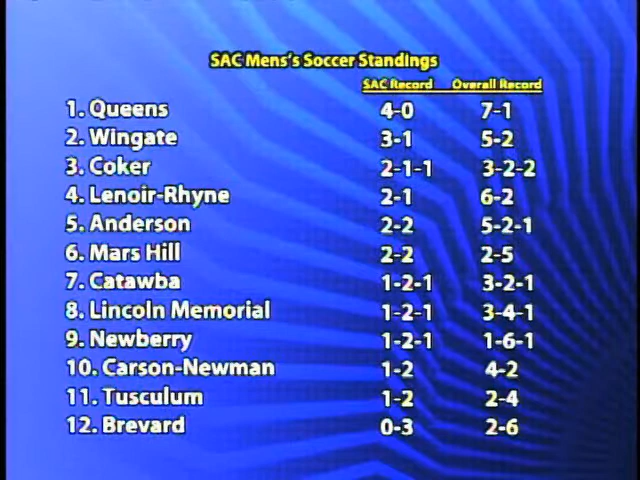 SAC Mens's Soccer Standings
SAC Record Overall Record
1. Queens 4-0 7-1
2. Wingate 3-1 5-2
3. Coker 2-1-1 3-2-2
4. Lenoir-Rhyne 2-1 6-2
5. Anderson 2-2 5-2-1
6. Mars Hill 2-2 2-5
7. Catawba 1-2-1 3-2-1
8. Lincoln Memorial 1-2-1 3-4-1
9. Newberry 1-2-1 1-6-1
10. Carson-Newman 1-2 4-2
11. Tusculum 1-2 2-4
12. Brevard 0-3 2-6